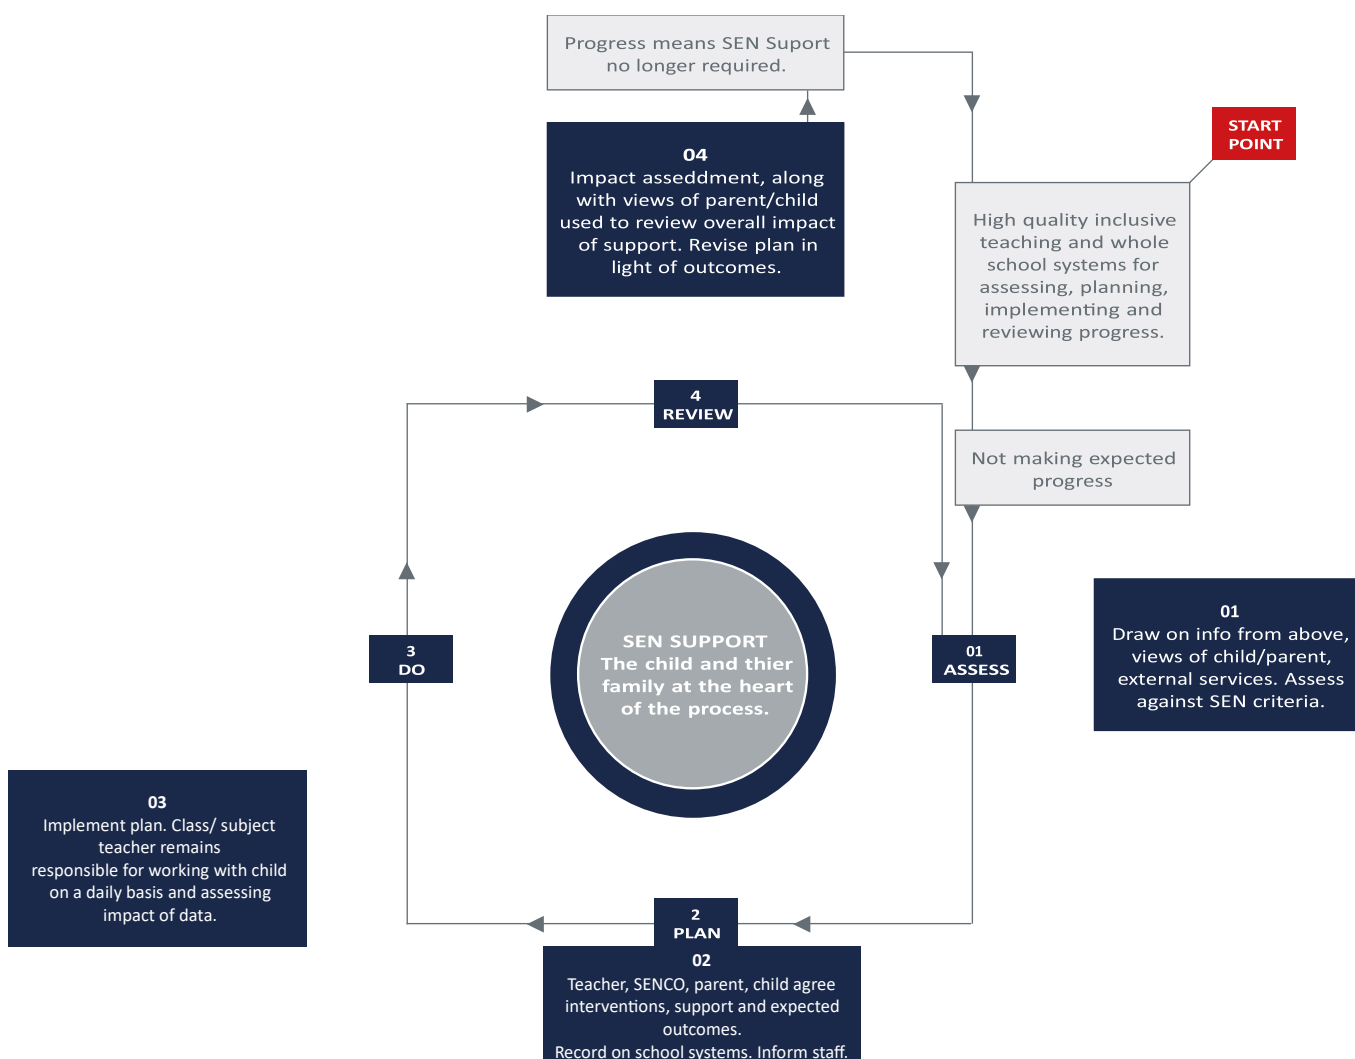 Progress means SEN Suport
no longer required.
START
POINT
04
Impact asseddment, along
with views of parent/child
used to review overall impact
of support. Revise plan in
light of outcomes.
High quality inclusive
teaching and whole
school systems for
assessing, planning,
implementing and
reviewing progress.
4
REVIEW
Not making expected
progress
SEN SUPPORT
The child and thier
family at the heart
of the process.
3
DO
01
ASSESS
01
Draw on info from above,
views of child/parent,
external services. Assess
against SEN criteria.
03
Implement plan. Class/ subject
teacher remains
responsible for working with child
on a daily basis and assessing
impact of data.
2
PLAN
02
Teacher, SENCO, parent, child agree
interventions, support and expected
outcomes.
Record on school systems. Inform staff.